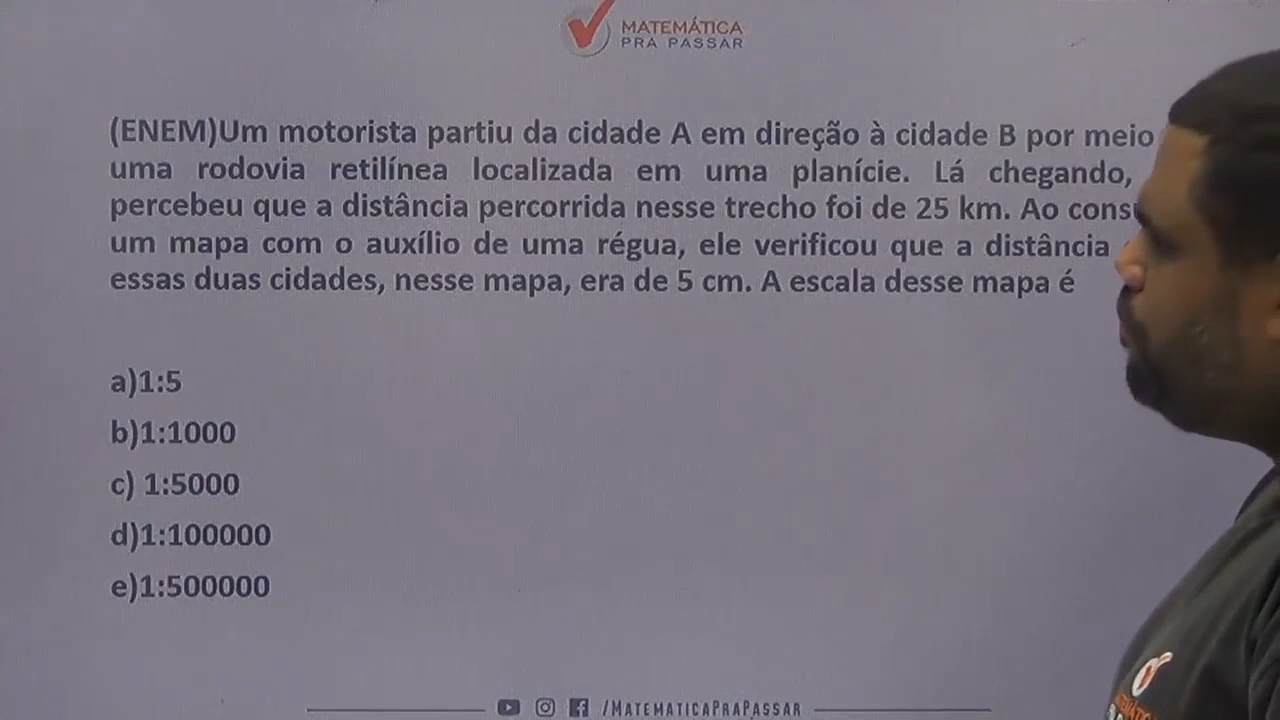 MATEMÁTICA
PRA PASSAR
(ENEM)Um motorista partiu da cidade A em direção à cidade B por meio
uma rodovia retilínea localizada em uma planície. Lá chegando,
percebeu que a distância percorrida nesse trecho foi de 25 km. Ao
um mapa com o auxílio de uma régua, ele verificou que a distância
essas duas cidades, nesse mapa, era de 5 cm. A escala desse mapa é
a)1:5
b)1:1000
c) 1:5000
d)1:100000
e)1:500000
/MATEMATICAPRAPASSAR